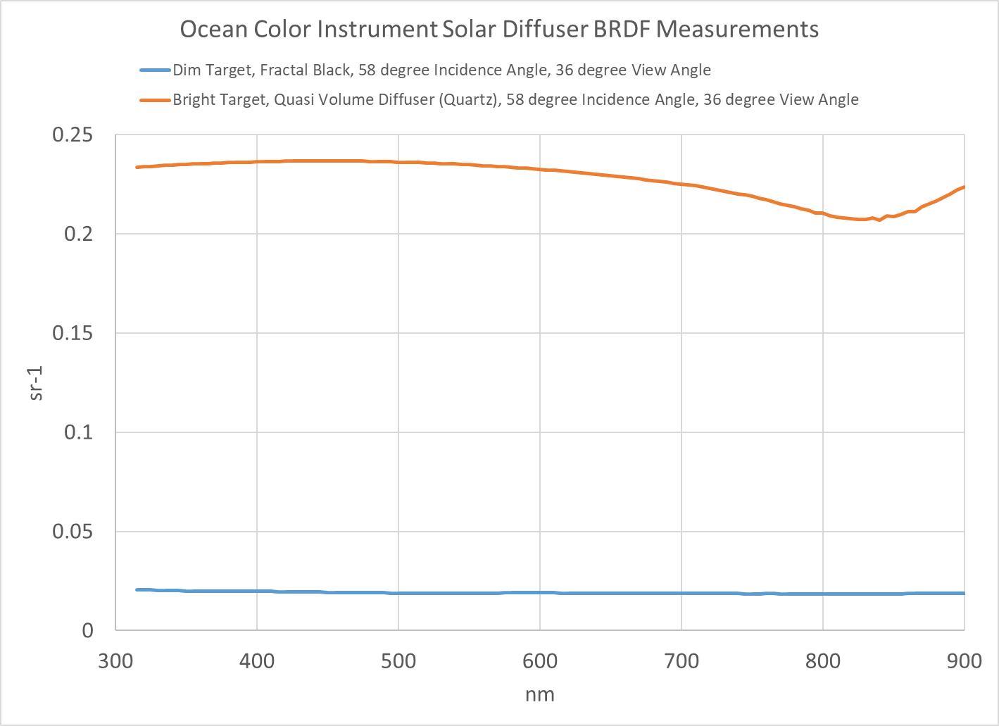 Ocean Color Instrument Solar Diffuser BRDF Measurements
Dim Target, Fractal Black, 58 degree Incidence Angle, 36 degree View Angle
Bright Target, Quasi Volume Diffuser (Quartz), 58 degree Incidence Angle, 36 degree View Angle
0.25
0.2
0.15
0.1
0.05
0
sr-1
300 400 500 600 700 800 900
nm